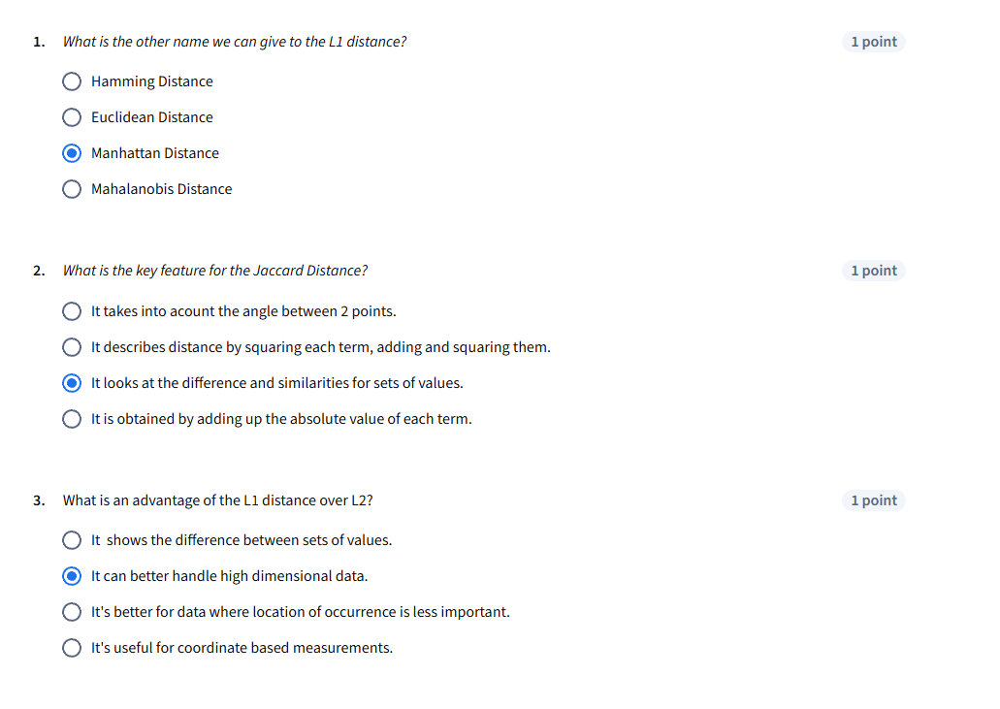 1. What is the other name we can give to the L1 distance? 1 point
Hamming Distance
Euclidean Distance
Manhattan Distance
Mahalanobis Distance
2. What is the key feature for the Jaccard Distance? 1 point
It takes into acount the angle between 2 points.
It describes distance by squaring each term, adding and squaring them.
It looks at the difference and similarities for sets of values.
It is obtained by adding up the absolute value of each term.
3. What is an advantage of the L1 distance over L2? 1 point
It shows the difference between sets of values.
It can better handle high dimensional data.
It's better for data where location of occurrence is less important.
It's useful for coordinate based measurements.